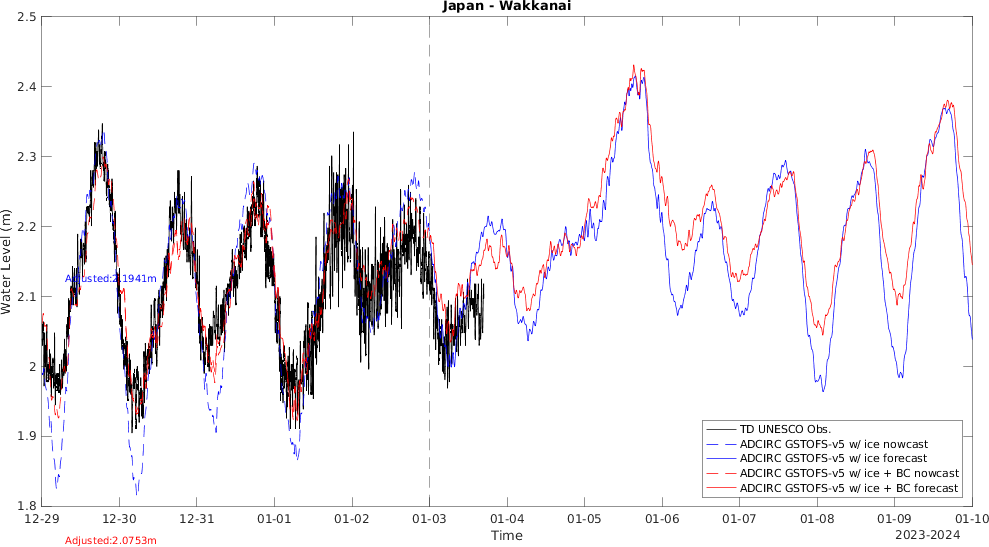 Japan - Wakkanai
2.5
2.4
2.3
2.2
2.1
2
1.9
1.8
Water Level (m)
Adjusted:2.1941m
TD UNESCO Obs.
ADCIRC GSTOFS-v5 w/ ice nowcast
ADCIRC GSTOFS-v5 w/ ice forecast
ADCIRC GSTOFS-v5 w/ ice + BC nowcast
ADCIRC GSTOFS-v5 w/ ice + BC forecast
12-29 12-30 12-31 01-01 01-02 01-03 01-04 01-05 01-06 01-07 01-08 01-09 01-10
Time
2023-2024
Adjusted:2.0753m